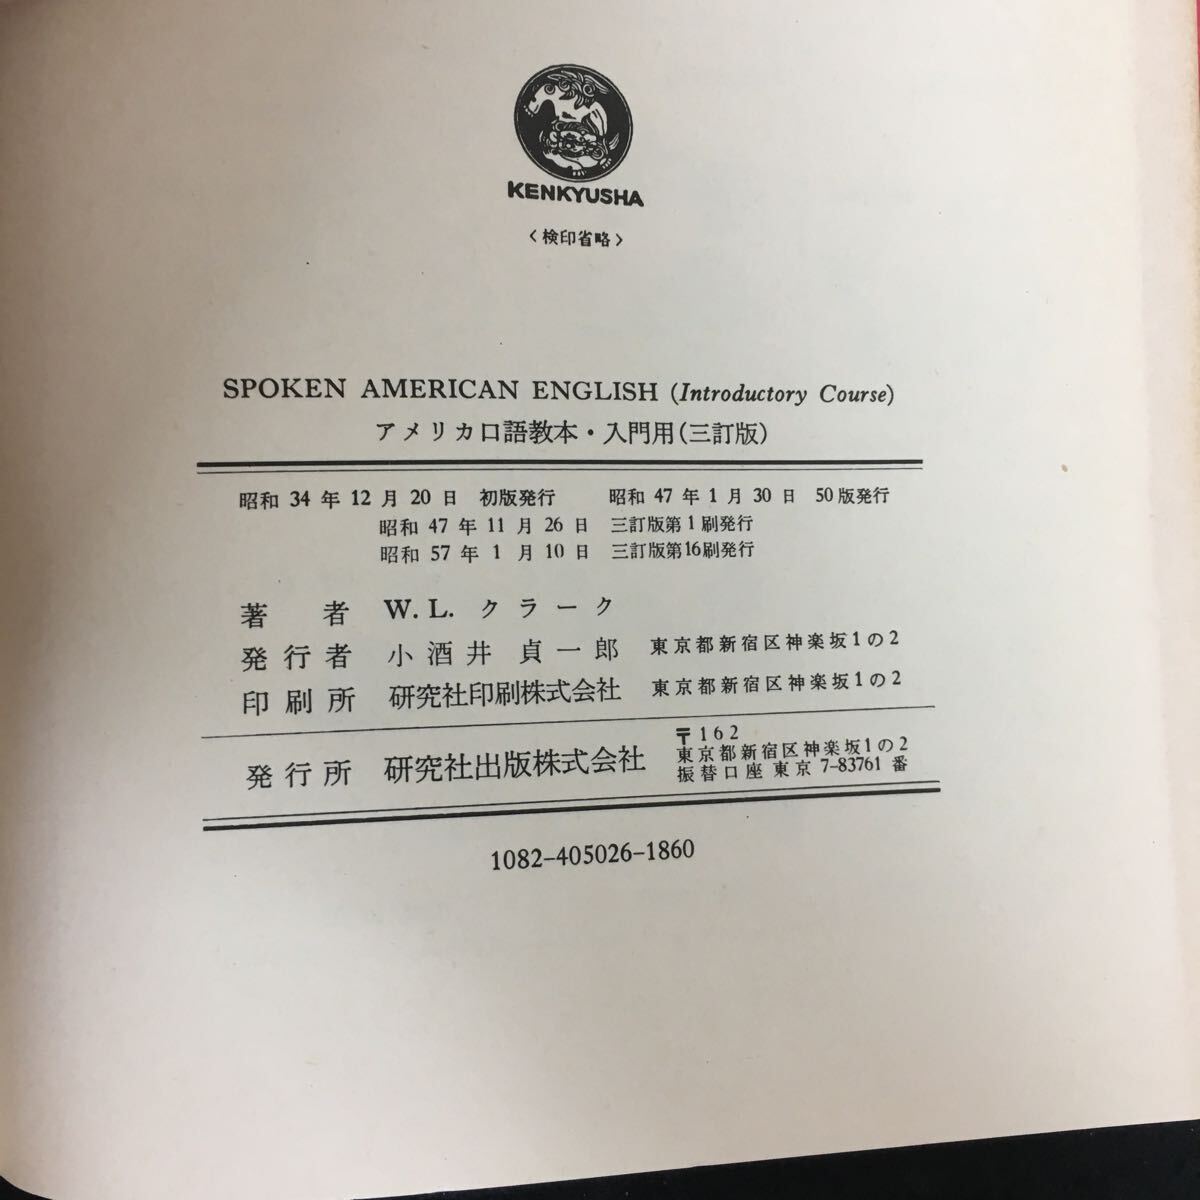 KENKYUSHA
〈検印省略〉
SPOKEN AMERICAN ENGLISH (Introductory Course)
アメリカ口語教本・入門用(三訂版)
昭和 34 年 12 月 20 日 初版発行 昭和 47 年 1 月 30 日 50版発行
昭和 47 年 11 月 26 日 三訂版第1刷発行
昭和 57 年 1 月 10 日 三訂版第16刷発行
著者 W. L. クラーク
発行者 小酒井 貞一郎 東京都新宿区神楽坂1の2
印刷所 研究社印刷株式会社 東京都新宿区神楽坂1の2
発行所 研究社出版株式会社
〒162
東京都新宿区神楽坂1の2
振替口座 東京 7-83761 番
1082-405026-1860